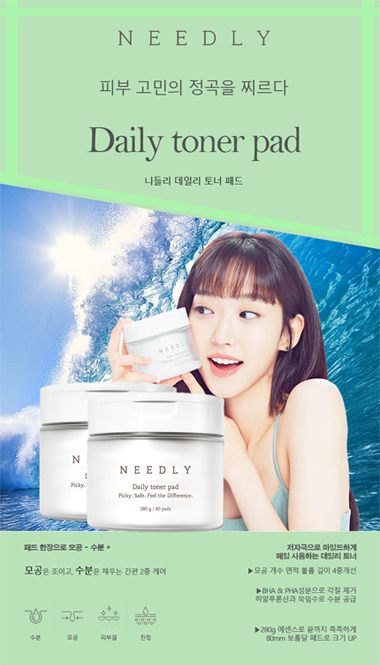 NEEDLY
피부 고민의 정곡을 찌르다
Daily toner pad
니들리 데일리 토너 패드
NEEDLY
N
Picky.
NEEDLY
Daily toner pad
Picky. Safe. Feel the Difference.
280 g / 60 pads
패드 한장으로 모공 - 수분 +
모공은 조이고, 수분은 채우는 간편 2중 케어
수분 모공 피부결 진정
저자극으로 마일드하게
매일 사용하는 데일리 토너
▶모공 개수 면적 볼륨 깊이 4중개선
▶BHA & PHA성분으로 각질 제거
히알루론산과 쑥잎수로 수분 공급
▶280g 에센스로 끝까지 촉촉하게
80mm 보름달 패드로 크기 UP